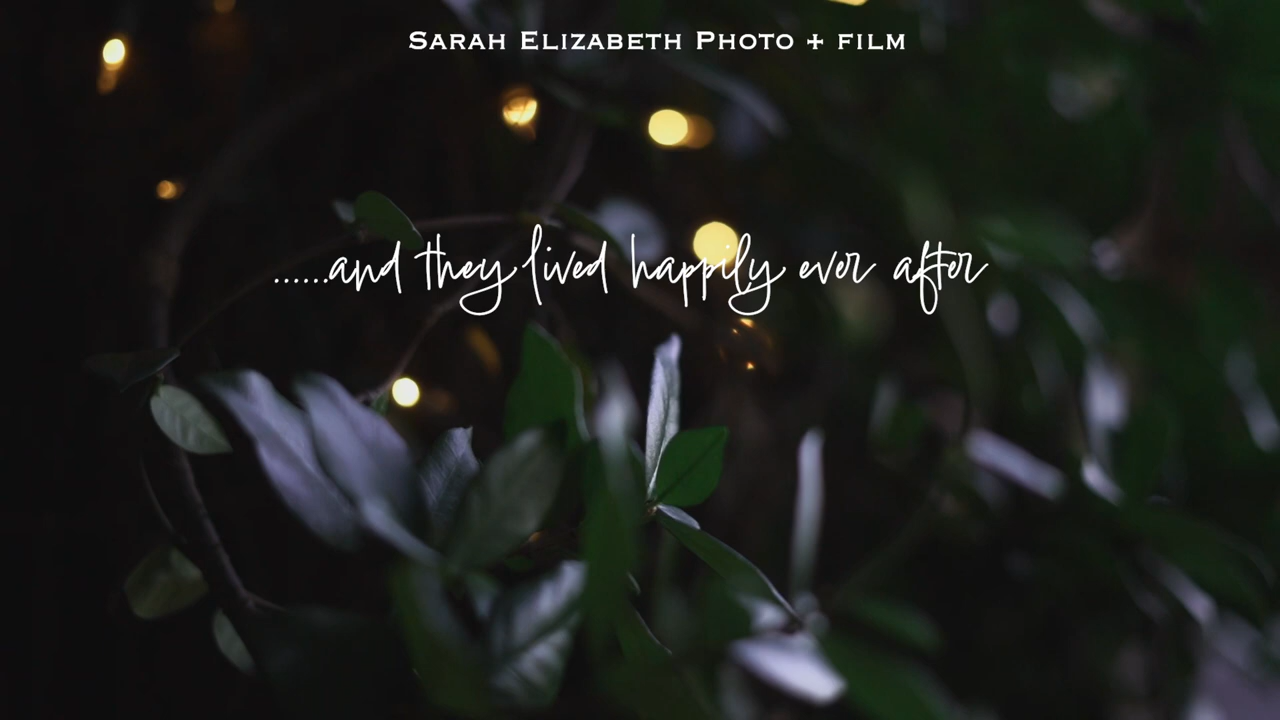 Sarah Elizabeth Photo + film
......and they lived happily ever after